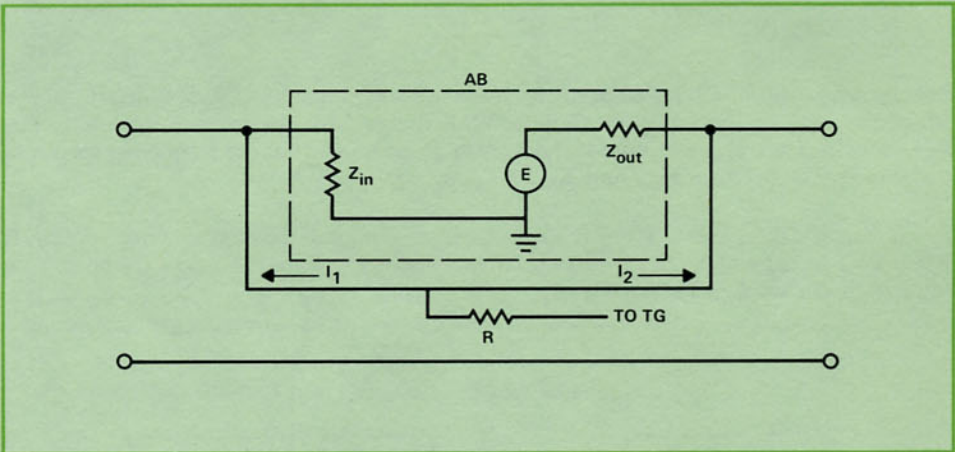 AB
Z_in
E
Z_out
I_1
I_2
TO TG
R